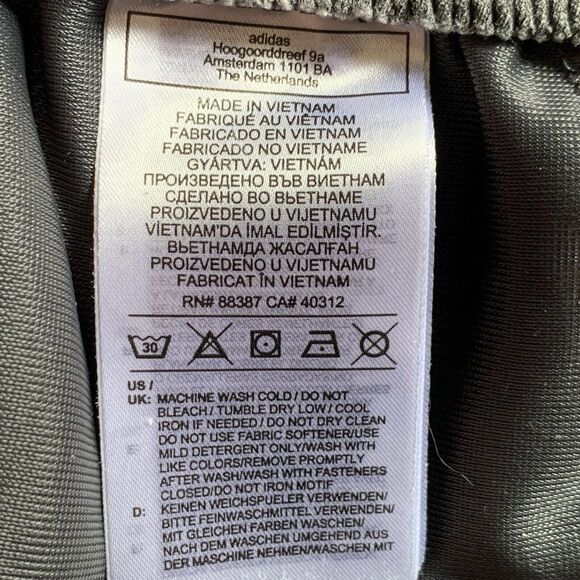 adidas
Hoogoorddreef 9a
Amsterdam 1101 BA
The Netherlands
MADE IN VIETNAM
FABRIQUÉ AU VIÊTNAM
FABRICADO EN VIETNAM
FABRICADO NO VIETNAME
GYÁRTVA: VIETNÁM
ПРОИЗВЕДЕНО ВЪВ ВИЕТНАМ
СДЕЛАНО ВО ВЬЕТНАМЕ
PROIZVEDENO U VIJETNAMU
VİETNAM'DA İMAL EDİLMİŞTİR.
ВЬЕТНАМДА ЖАСАЛҒАН
PROIZVEDENO U VIJETNAMU
FABRICAT ÎN VIETNAM
RN# 88387 CA# 40312
30
US /
UK: MACHINE WASH COLD / DO NOT
BLEACH / TUMBLE DRY LOW / COOL
IRON IF NEEDED / DO NOT DRY CLEAN
DO NOT USE FABRIC SOFTENER/USE
MILD DETERGENT ONLY/WASH WITH
LIKE COLORS/REMOVE PROMPTLY
AFTER WASH/WASH WITH FASTENERS
CLOSED/DO NOT IRON MOTIF
D: KEINEN WEICHSPUELER VERWENDEN/
BITTE FEINWASCHMITTEL VERWENDEN/
MIT GLEICHEN FARBEN WASCHEN/
NACH DEM WASCHEN UMGEHEND AUS
DER MASCHINE NEHMEN/WASCHEN MIT